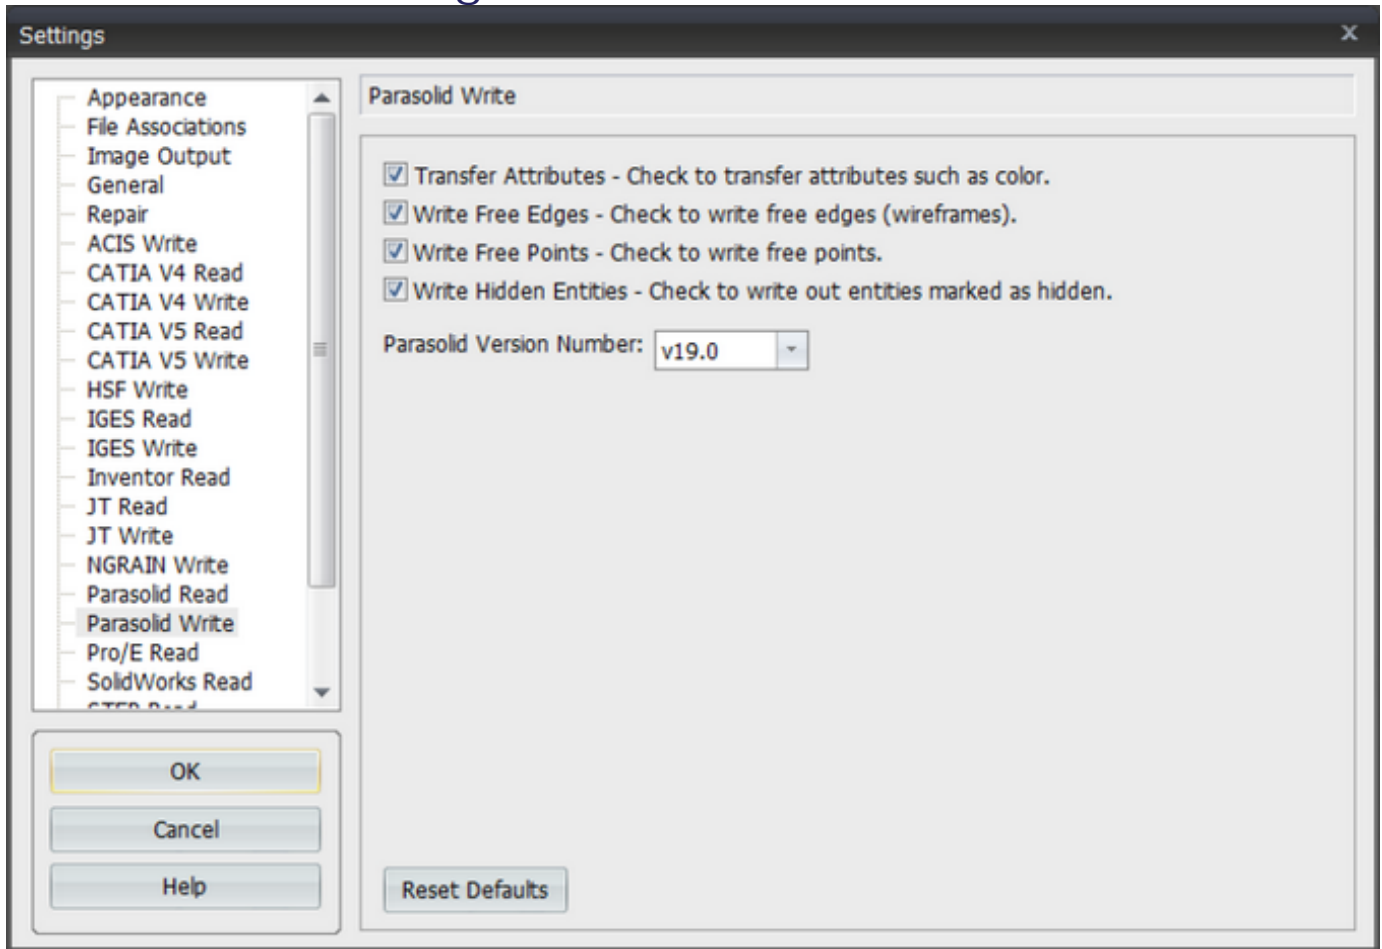 Settings
x
Appearance
File Associations
Image Output
General
Repair
ACIS Write
CATIA V4 Read
CATIA V4 Write
CATIA V5 Read
CATIA V5 Write
HSF Write
IGES Read
IGES Write
Inventor Read
JT Read
JT Write
NGRAIN Write
Parasolid Read
Parasolid Write
Pro/E Read
SolidWorks Read
OK
Cancel
Help
Parasolid Write
Transfer Attributes - Check to transfer attributes such as color.
Write Free Edges - Check to write free edges (wireframes).
Write Free Points - Check to write free points.
Write Hidden Entities - Check to write out entities marked as hidden.
Parasolid Version Number: v19.0
Reset Defaults